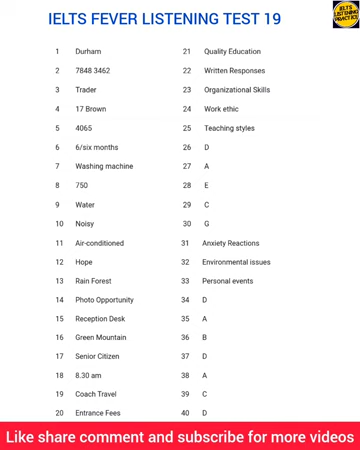 IELTS FEVER LISTENING TEST 19
IELTS
LISTENING
PRACTICE
1 Durham
2 7848 3462
3 Trader
4 17 Brown
5 4065
6 6/six months
7 Washing machine
8 750
9 Water
10 Noisy
11 Air-conditioned
12 Hope
13 Rain Forest
14 Photo Opportunity
15 Reception Desk
16 Green Mountain
17 Senior Citizen
18 8.30 am
19 Coach Travel
20 Entrance Fees
21 Quality Education
22 Written Responses
23 Organizational Skills
24 Work ethic
25 Teaching styles
26 D
27 A
28 E
29 C
30 G
31 Anxiety Reactions
32 Environmental issues
33 Personal events
34 D
35 A
36 B
37 D
38 A
39 C
40 D
Like share comment and subscribe for more videos